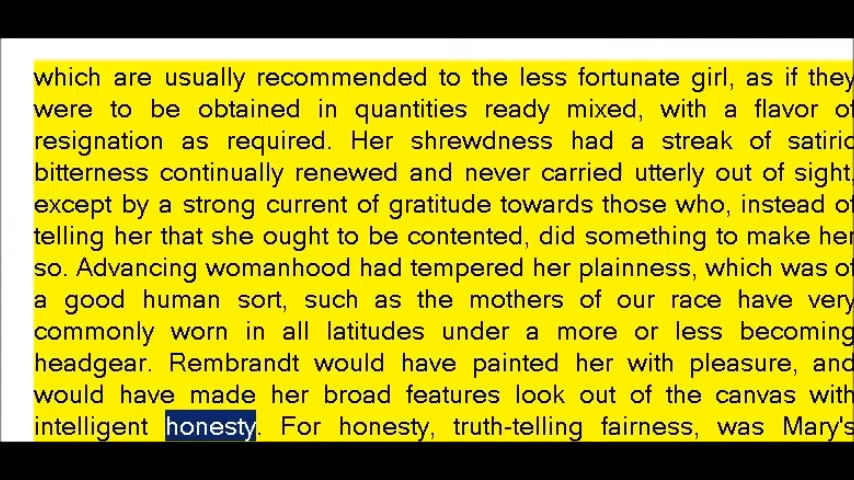 which are usually recommended to the less fortunate girl, as if they
were to be obtained in quantities ready mixed, with a flavor of
resignation as required. Her shrewdness had a streak of satiric
bitterness continually renewed and never carried utterly out of sight,
except by a strong current of gratitude towards those who, instead of
telling her that she ought to be contented, did something to make her
so. Advancing womanhood had tempered her plainness, which was of
a good human sort, such as the mothers of our race have very
commonly worn in all latitudes under a more or less becoming
headgear. Rembrandt would have painted her with pleasure, and
would have made her broad features look out of the canvas with
intelligent honesty. For honesty, truth-telling fairness, was Mary's